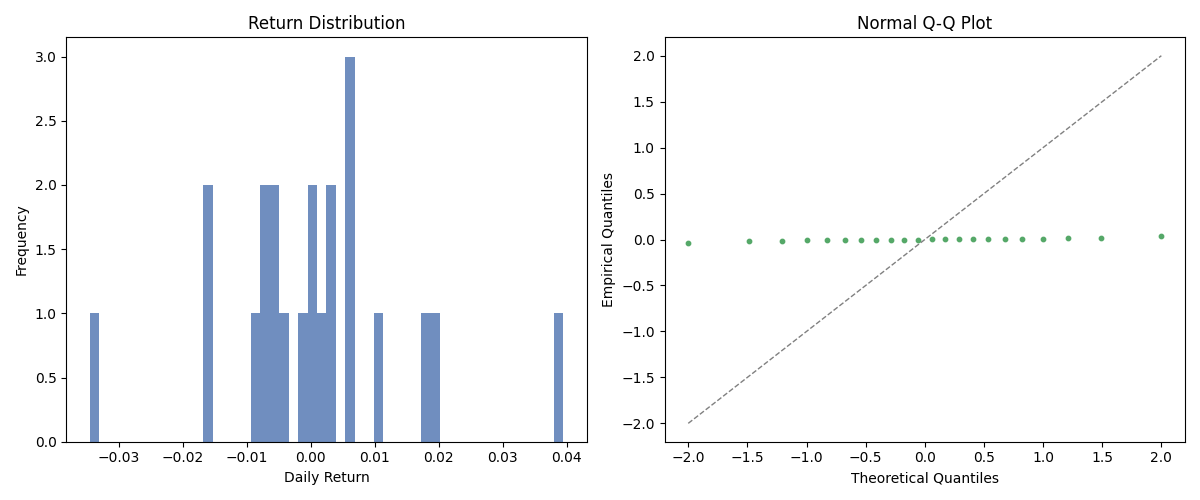 Return Distribution
3.0
2.5
2.0
1.5
1.0
0.5
0.0
Frequency
−0.03 −0.02 −0.01 0.00 0.01 0.02 0.03 0.04
Daily Return
Normal Q-Q Plot
2.0
1.5
1.0
0.5
0.0
−0.5
−1.0
−1.5
−2.0
Empirical Quantiles
−2.0 −1.5 −1.0 −0.5 0.0 0.5 1.0 1.5 2.0
Theoretical Quantiles